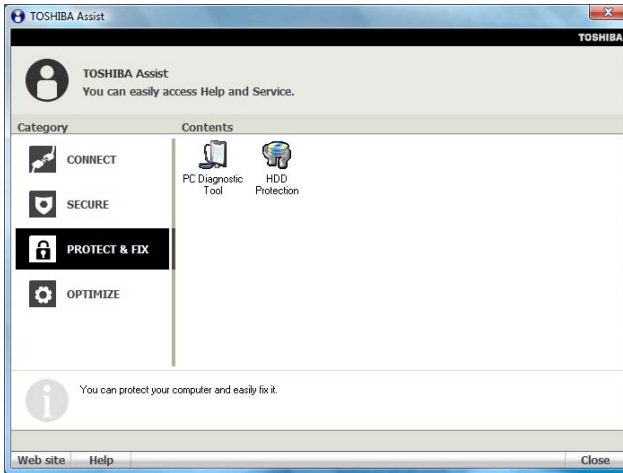 TOSHIBA Assist
TOSHIBA
TOSHIBA Assist
You can easily access Help and Service.
Category
Contents
CONNECT
SECURE
PROTECT & FIX
OPTIMIZE
PC Diagnostic
Tool
HDD
Protection
You can protect your computer and easily fix it.
Web site
Help
Close